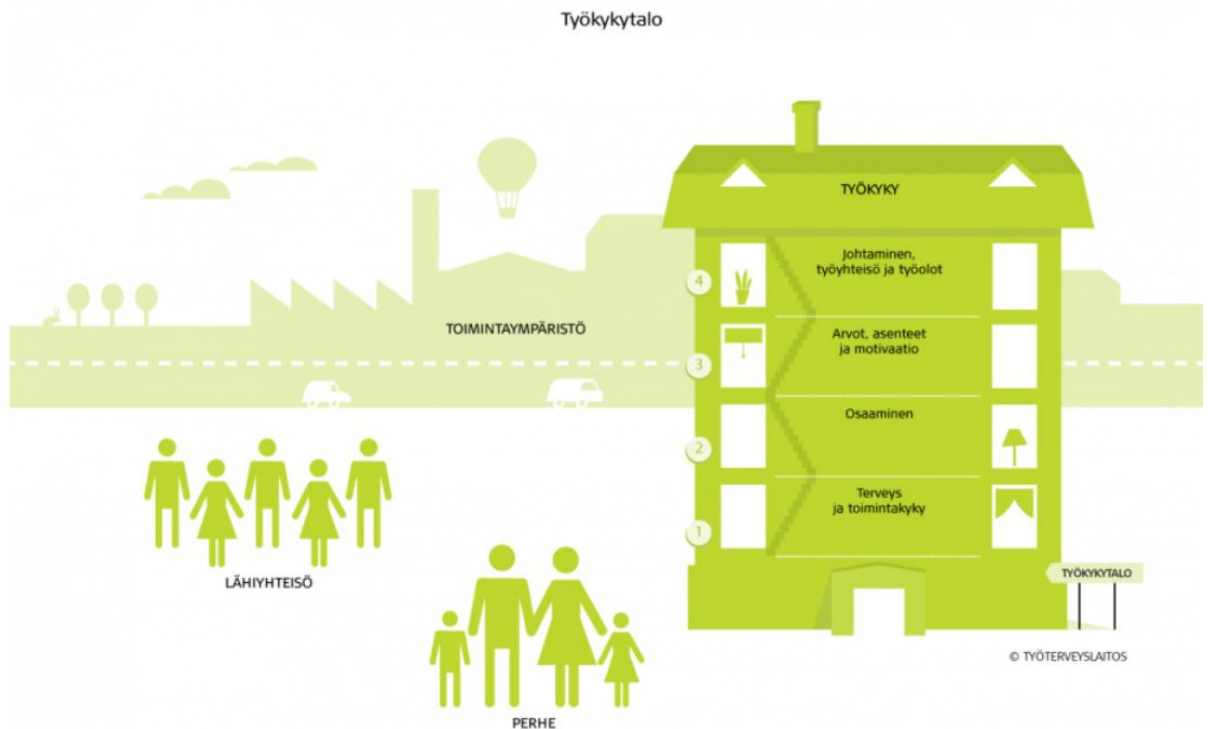 Työkykytalo
TYÖKYKY
4
Johtaminen,
työyhteisö ja työolot
TOIMINTAYMPÄRISTÖ
3
Arvot, asenteet
ja motivaatio
2
Osaaminen
1
Terveys
ja toimintakyky
LÄHIYHTEISÖ
TYÖKYKYTALO
© TYÖTERVEYSLAITOS
PERHE